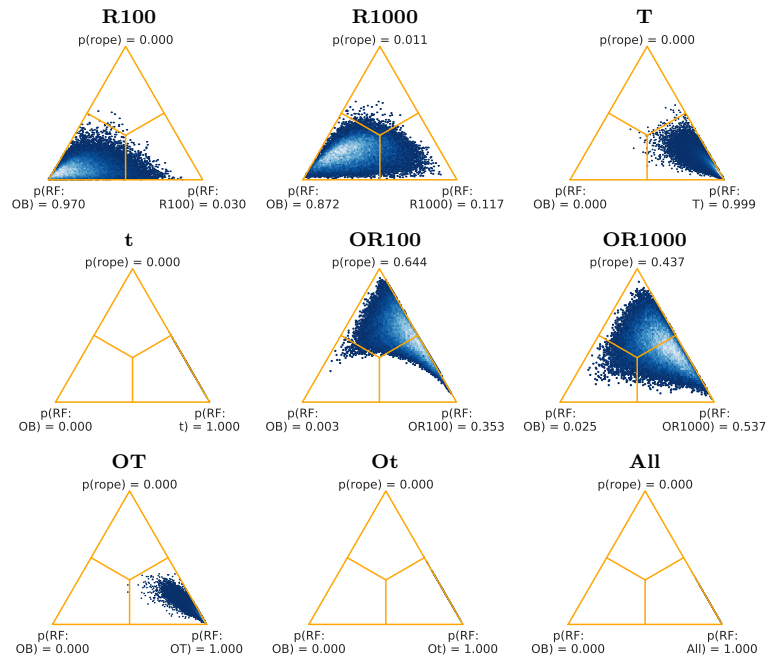 R100 R1000 T
p(rope) = 0.000 p(rope) = 0.011 p(rope) = 0.000
p(RF: p(RF: p(RF: p(RF: p(RF: p(RF:
OB) = 0.970 R100) = 0.030 OB) = 0.872 R1000) = 0.117 OB) = 0.000 T) = 0.999
t OR100 OR1000
p(rope) = 0.000 p(rope) = 0.644 p(rope) = 0.437
p(RF: p(RF: p(RF: p(RF: p(RF: p(RF:
OB) = 0.000 t) = 1.000 OB) = 0.003 OR100) = 0.353 OB) = 0.025 OR1000) = 0.537
OT Ot All
p(rope) = 0.000 p(rope) = 0.000 p(rope) = 0.000
p(RF: p(RF: p(RF: p(RF: p(RF: p(RF:
OB) = 0.000 OT) = 1.000 OB) = 0.000 Ot) = 1.000 OB) = 0.000 All) = 1.000